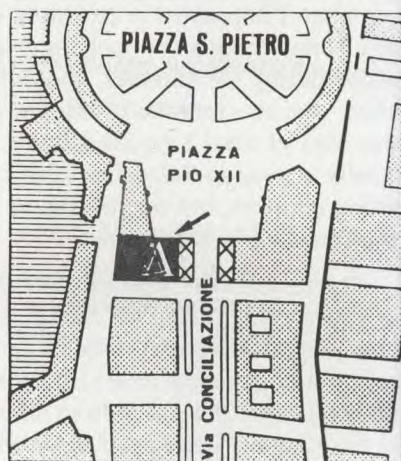 PIAZZA S. PIETRO
PIAZZA
PIO XII
A
Via CONCILIAZIONE